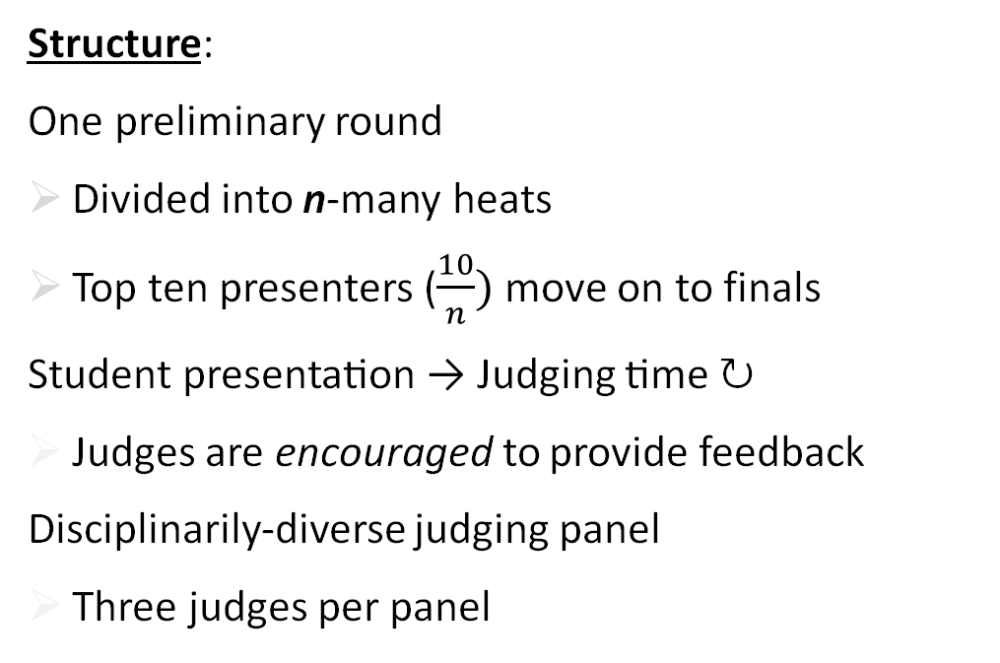 Structure:
One preliminary round
➢ Divided into n-many heats
➢ Top ten presenters (10/n) move on to finals
Student presentation → Judging time ↻
➢ Judges are encouraged to provide feedback
Disciplinarily-diverse judging panel
➢ Three judges per panel